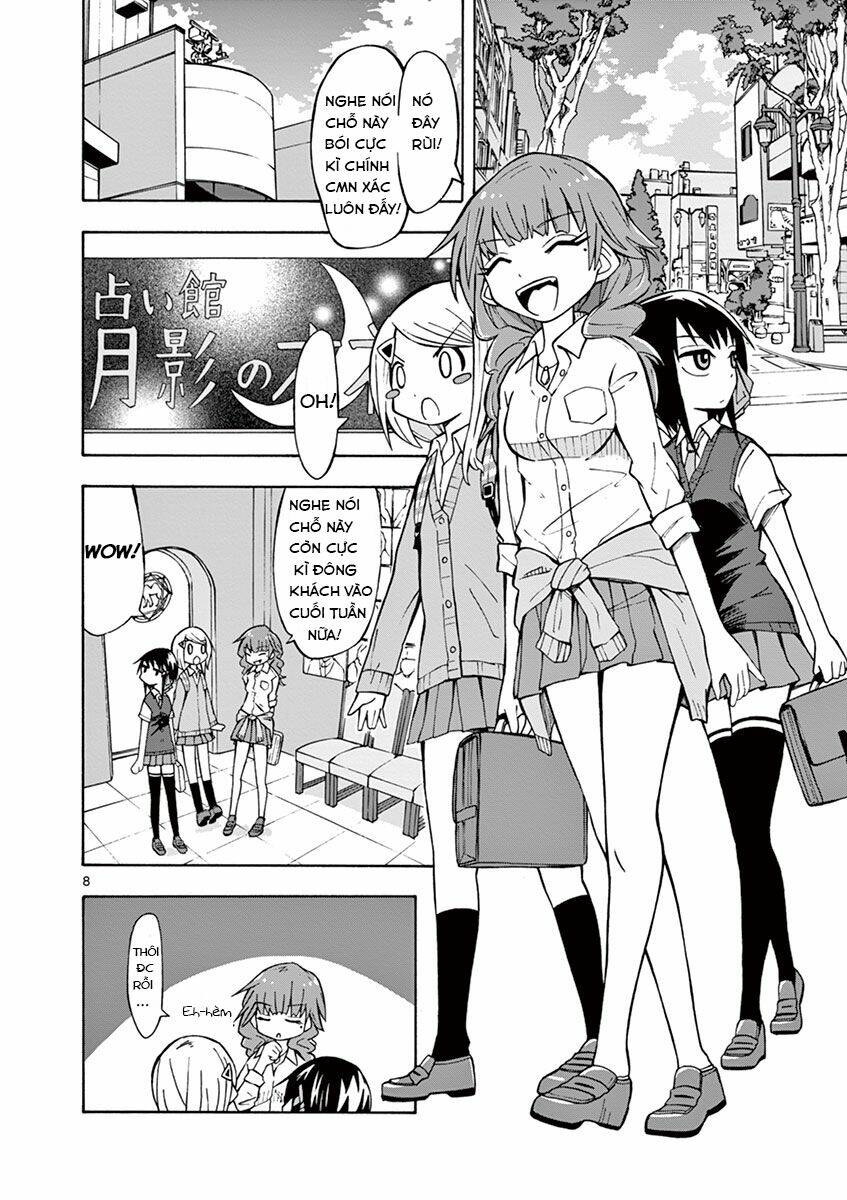 NÓ
ĐÂY
RÙI!
NGHE NÓI
CHỖ NÀY
BÓI CỰC
KÌ CHÍNH
CMN XÁC
LUÔN ĐẤY!
占い館
月影の
OH!
NGHE NÓI
CHỖ NÀY
CÒN CỰC
KÌ ĐÔNG
KHÁCH VÀO
CUỐI TUẦN
NỮA!
WOW!
8
THÔI
ĐC
RỒI
...
Eh-hèm